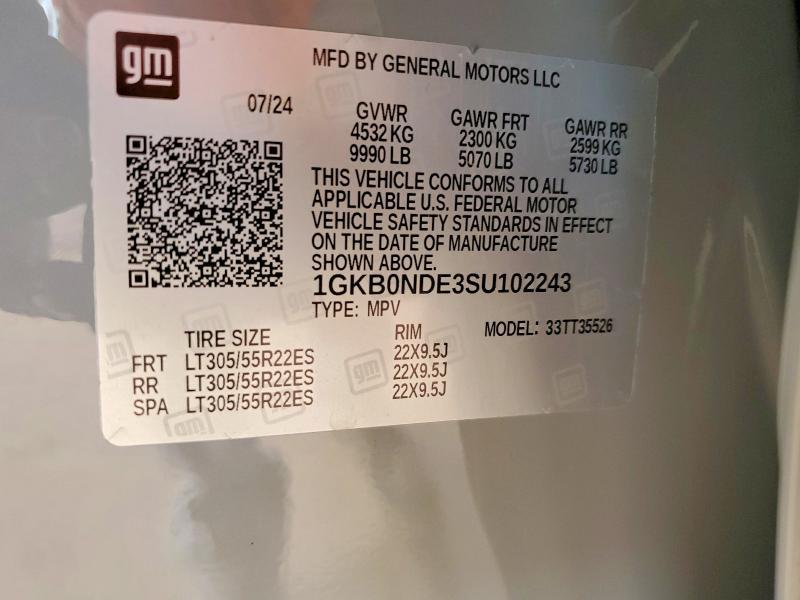 gm
MFD BY GENERAL MOTORS LLC
07/24
GVWR GAWR FRT GAWR RR
4532 KG 2300 KG 2599 KG
9990 LB 5070 LB 5730 LB
THIS VEHICLE CONFORMS TO ALL
APPLICABLE U.S. FEDERAL MOTOR
VEHICLE SAFETY STANDARDS IN EFFECT
ON THE DATE OF MANUFACTURE
SHOWN ABOVE.
1GKB0NDE3SU102243
TYPE: MPV MODEL: 33TT35526
TIRE SIZE RIM
FRT LT305/55R22ES 22X9.5J
RR LT305/55R22ES 22X9.5J
SPA LT305/55R22ES 22X9.5J